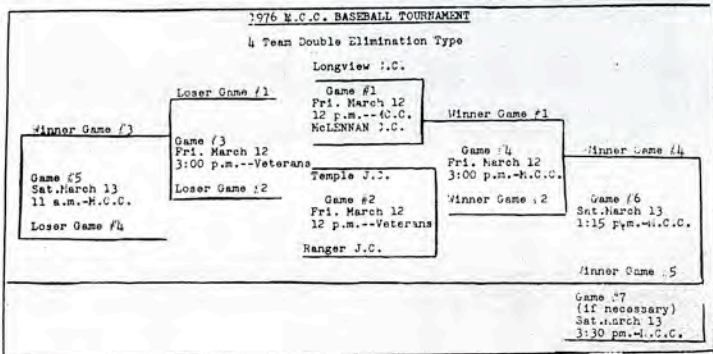 1976 M.C.C. BASEBALL TOURNAMENT
4 Team Double Elimination Type
Longview J.C.
Game #1
Fri. March 12
12 p.m.--MCC.
McLENNAN J.C.
Loser Game #1
Game #3
Fri. March 12
3:00 p.m.--Veterans
Loser Game #2
Winner Game #3
Game #5
Sat.March 13
11 a.m.-M.C.C.
Loser Game #4
Temple J.C.
Game #2
Fri. March 12
12 p.m.--Veterans
Ranger J.C.
Winner Game #1
Game #4
Fri. March 12
3:00 p.m.-M.C.C.
Winner Game #2
Winner Game #4
Game #6
Sat.March 13
1:15 p.m.-M.C.C.
Winner Game #5
Game #7
(if necessary)
Sat.March 13
3:30 pm.-M.C.C.